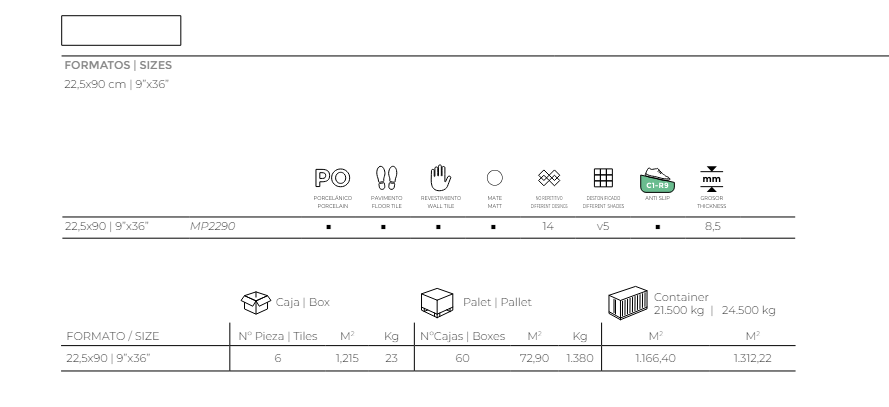 FORMATOS | SIZES
22,5x90 cm | 9"x36"
PO
mm
C1-R9
PORCELÁNICO PAVIMENTO REVESTIMIENTO MATE NO REPETITIVO DESTONIFICADO ANTI SLIP GROSOR
PORCELAIN FLOOR TILE WALL TILE MATT DIFFERENT DESINGS DIFFERENT SHADES THICKNESS
22,5x90 | 9"x36" MP2290 ▪ ▪ ▪ ▪ 14 v5 ▪ 8,5
Caja | Box Palet | Pallet Container
21.500 kg | 24.500 kg
FORMATO / SIZE Nº Pieza | Tiles M² Kg NºCajas | Boxes M² Kg M² M²
22,5x90 | 9"x36" 6 1,215 23 60 72,90 1.380 1.166,40 1.312,22